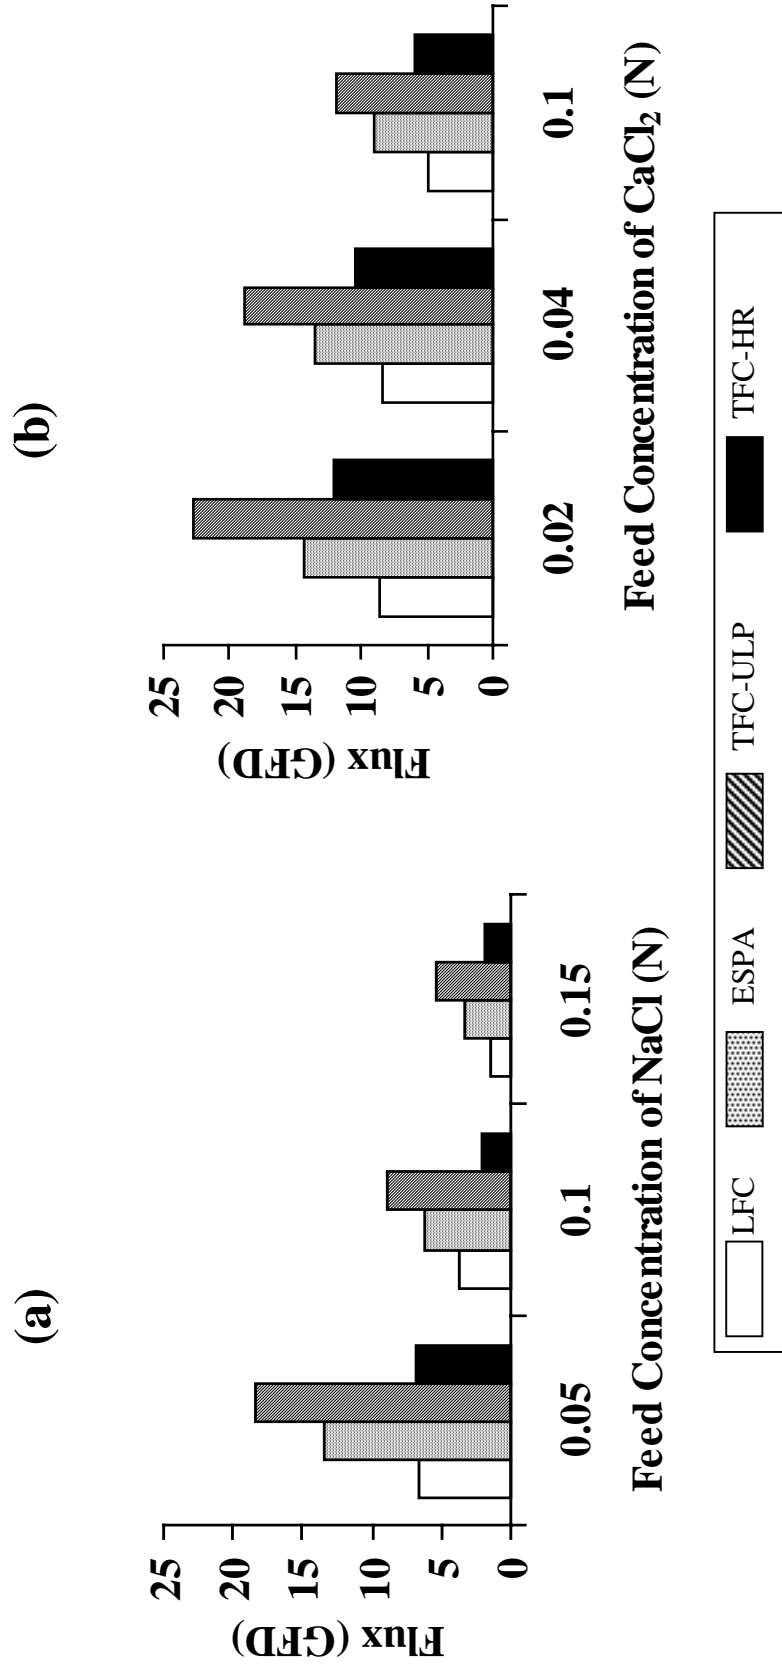 (a)
25
20
15
10
5
0
Flux (GFD)
0.05
0.1
0.15
Feed Concentration of NaCl (N)
(b)
25
20
15
10
5
0
Flux (GFD)
0.02
0.04
0.1
Feed Concentration of CaCl₂ (N)
LFC
ESPA
TFC-ULP
TFC-HR